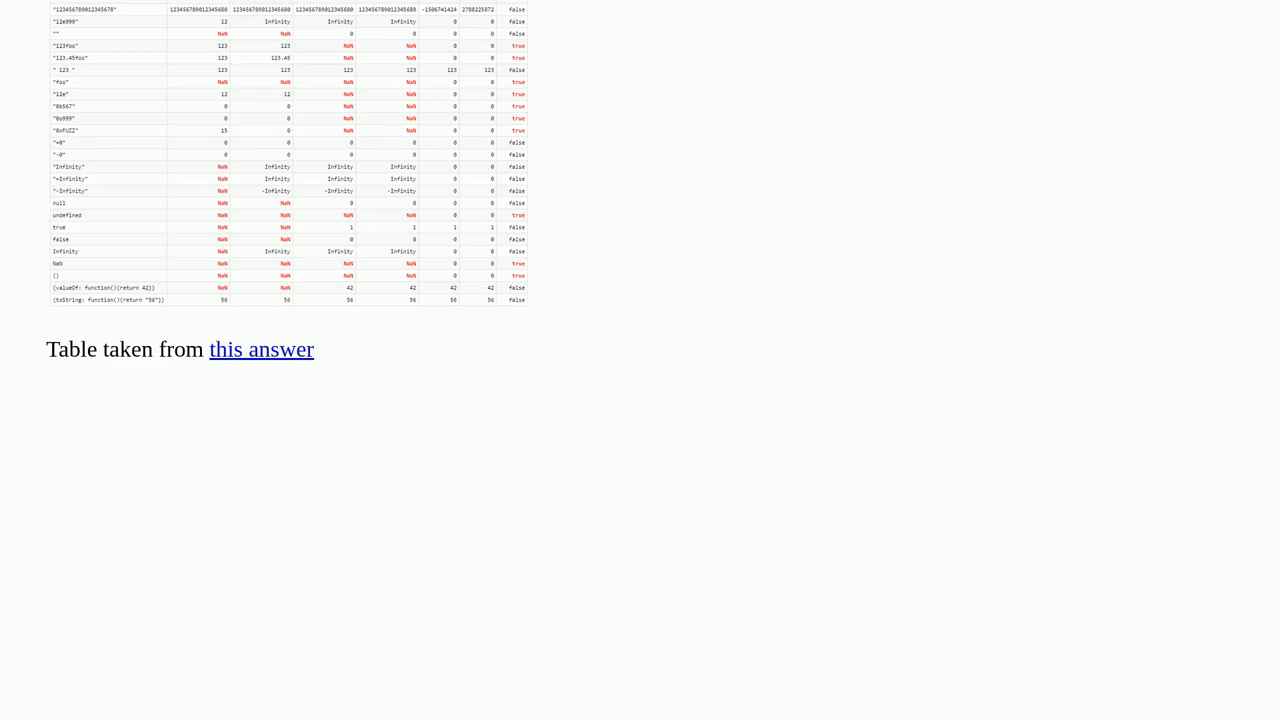 "123456789012345678" 123456789012345680 123456789012345680 123456789012345680 123456789012345680 -1506741424 2788225872 false
"12e999" 12 Infinity Infinity Infinity 0 0 false
"" NaN NaN 0 0 0 0 false
"123foo" 123 123 NaN NaN 0 0 true
"123.45foo" 123 123.45 NaN NaN 0 0 true
" 123 " 123 123 123 123 123 123 false
"foo" NaN NaN NaN NaN 0 0 true
"12e" 12 12 NaN NaN 0 0 true
"0b567" 0 0 NaN NaN 0 0 true
"0o999" 0 0 NaN NaN 0 0 true
"0xFUZZ" 15 0 NaN NaN 0 0 true
"+0" 0 0 0 0 0 0 false
"-0" 0 0 0 0 0 0 false
"Infinity" NaN Infinity Infinity Infinity 0 0 false
"+Infinity" NaN Infinity Infinity Infinity 0 0 false
"-Infinity" NaN -Infinity -Infinity -Infinity 0 0 false
null NaN NaN 0 0 0 0 false
undefined NaN NaN NaN NaN 0 0 true
true NaN NaN 1 1 1 1 false
false NaN NaN 0 0 0 0 false
Infinity NaN Infinity Infinity Infinity 0 0 false
NaN NaN NaN NaN NaN 0 0 true
{} NaN NaN NaN NaN 0 0 true
{valueOf: function(){return 42}} NaN NaN 42 42 42 42 false
{toString: function(){return "56"}} 56 56 56 56 56 56 false
Table taken from this answer